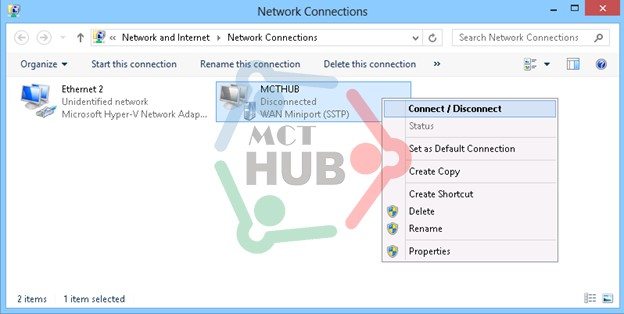 Network Connections
« Network and Internet ▸ Network Connections
Search Network Connections
Organize ▾ Start this connection Rename this connection Delete this connection »
Ethernet 2
Unidentified network
Microsoft Hyper-V Network Adap...
MCTHUB
Disconnected
WAN Miniport (SSTP)
Connect / Disconnect
Status
Set as Default Connection
Create Copy
Create Shortcut
Delete
Rename
Properties
MCT
HUB
2 items 1 item selected